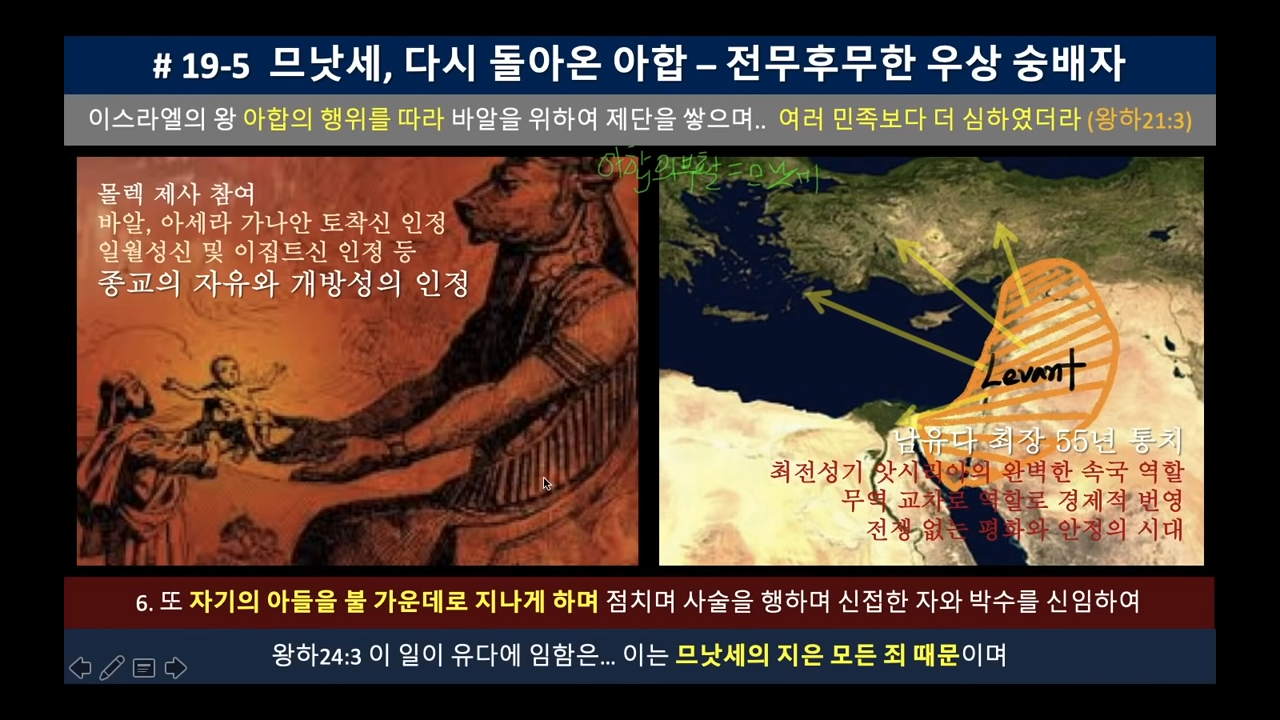 # 19-5 므낫세, 다시 돌아온 아합 – 전무후무한 우상 숭배자
이스라엘의 왕 아합의 행위를 따라 바알을 위하여 제단을 쌓으며.. 여러 민족보다 더 심하였더라 (왕하21:3)
아합의부활=므낫세
몰렉 제사 참여
바알, 아세라 가나안 토착신 인정
일월성신 및 이집트신 인정 등
종교의 자유와 개방성의 인정
Levant
남유다 최장 55년 통치
최전성기 앗시리아의 완벽한 속국 역할
무역 교차로 역할로 경제적 번영
전쟁 없는 평화와 안정의 시대
6. 또 자기의 아들을 불 가운데로 지나게 하며 점치며 사술을 행하며 신접한 자와 박수를 신임하여
왕하24:3 이 일이 유다에 임함은... 이는 므낫세의 지은 모든 죄 때문이며